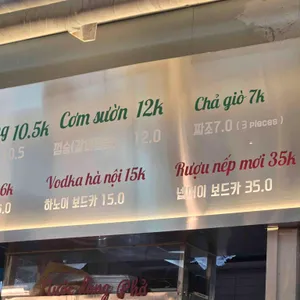 10.5k Cơm sườn 12k Chả giò 7k
0.5 12.0 짜조7.0 ( 3 pieces )
6k Vodka hà nội 15k Rượu nếp mơi 35k
5.0 하노이 보드카 15.0 넵머이 보드카 35.0